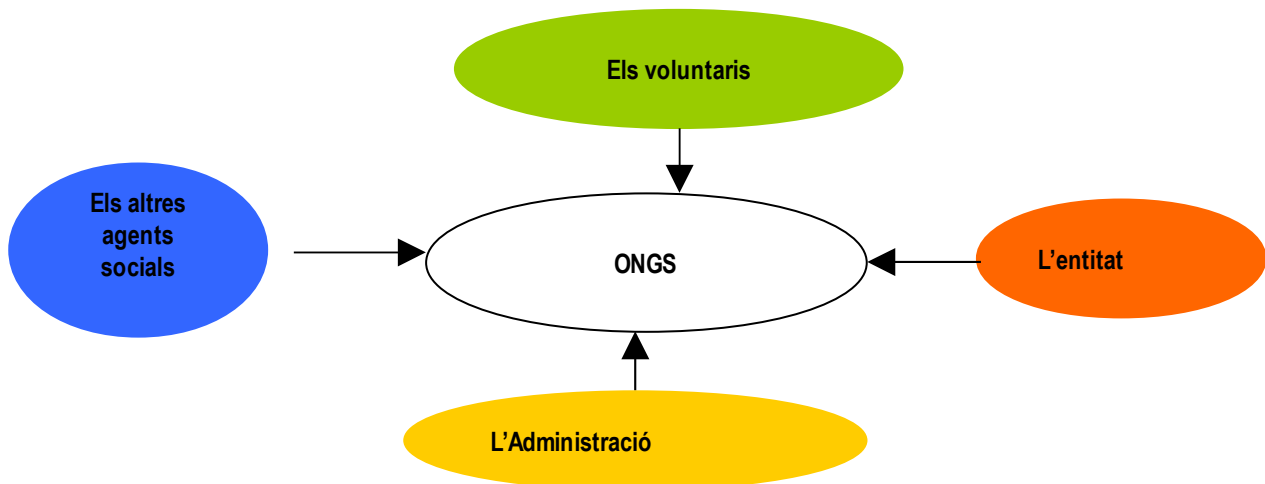 Els voluntaris
Els altres
agents
socials
ONGS
L’entitat
L’Administració